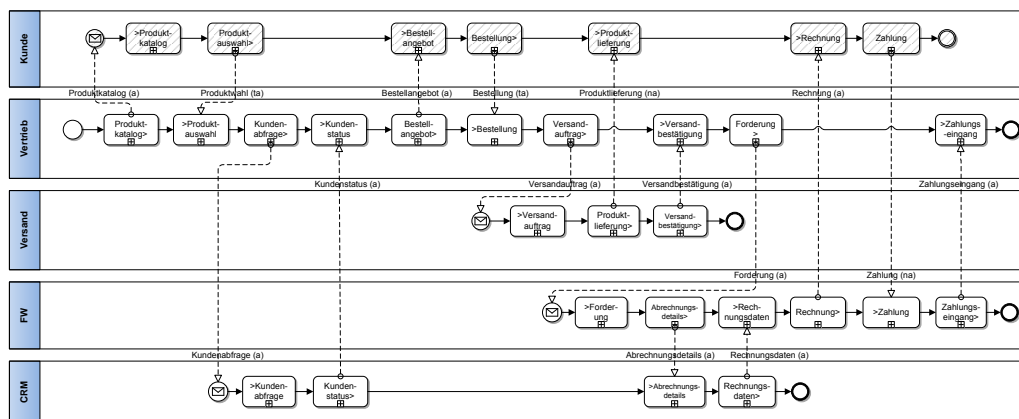 Kunde
>Produkt-
katalog
Produkt-
auswahl>
>Bestell-
angebot
Bestellung>
>Produkt-
lieferung
>Rechnung
Zahlung
Produktkatalog (a)
Produktwahl (ta)
Bestellangebot (a)
Bestellung (ta)
Produktlieferung (na)
Rechnung (a)
Vertrieb
Produkt-
katalog>
>Produkt-
auswahl
Kunden-
abfrage>
>Kunden-
status
Bestell-
angebot>
>Bestellung
Versand-
auftrag>
>Versand-
bestätigung
Forderung
>
>Zahlungs
-eingang
Kundenstatus (a)
Versandauftrag (a)
Versandbestätigung (a)
Zahlungseingang (a)
Versand
>Versand-
auftrag
Produkt-
lieferung>
Versand-
bestätigung>
Forderung (a)
Zahlung (na)
FW
>Forder-
ung
Abrechnungs-
details>
>Rech-
nungsdaten
Rechnung>
>Zahlung
Zahlungs-
eingang>
Kundenabfrage (a)
Abrechnungsdetails (a)
Rechnungsdaten (a)
CRM
>Kunden-
abfrage
Kunden-
status>
>Abrechnungs-
details
Rechnungs-
daten>